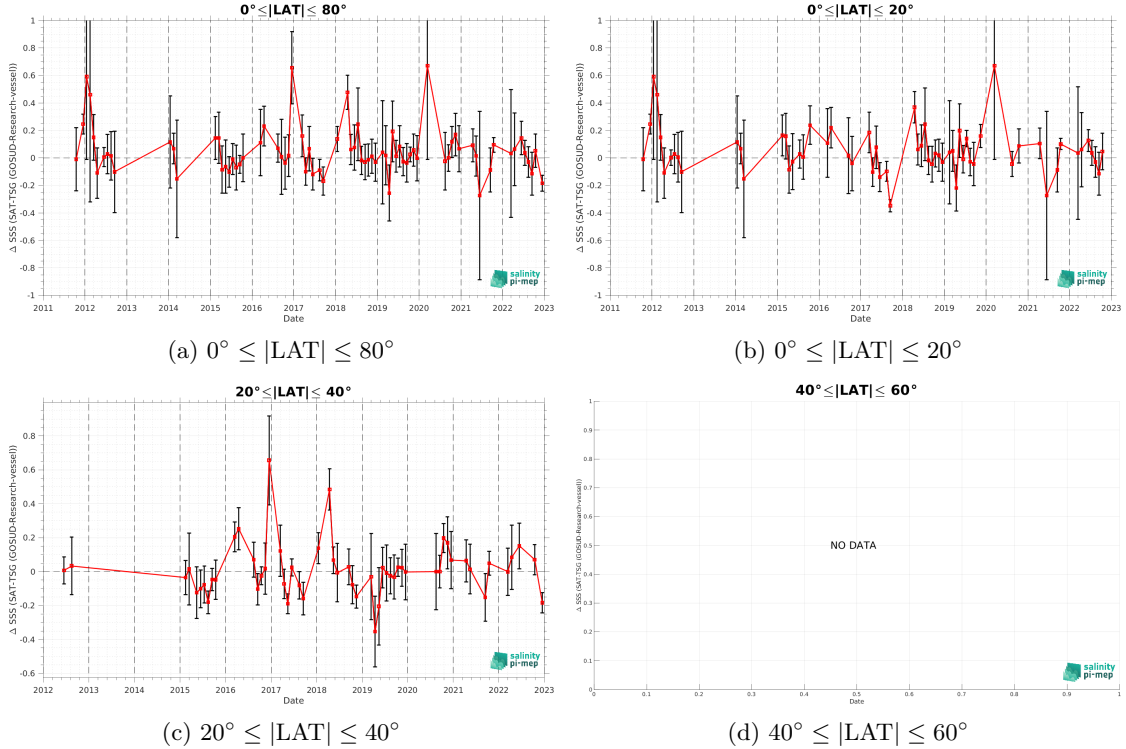 0°≤|LAT|≤ 80°
Δ SSS (SAT-TSG (GOSUD-Research-vessel))
1
0.8
0.6
0.4
0.2
0
-0.2
-0.4
-0.6
-0.8
-1
2011 2012 2013 2014 2015 2016 2017 2018 2019 2020 2021 2022 2023
Date
salinity
pi-mep
(a) 0° ≤ |LAT| ≤ 80°
0°≤|LAT|≤ 20°
Δ SSS (SAT-TSG (GOSUD-Research-vessel))
1
0.8
0.6
0.4
0.2
0
-0.2
-0.4
-0.6
-0.8
-1
2011 2012 2013 2014 2015 2016 2017 2018 2019 2020 2021 2022 2023
Date
salinity
pi-mep
(b) 0° ≤ |LAT| ≤ 20°
20°≤|LAT|≤ 40°
Δ SSS (SAT-TSG (GOSUD-Research-vessel))
0.8
0.6
0.4
0.2
0
-0.2
-0.4
-0.6
2012 2013 2014 2015 2016 2017 2018 2019 2020 2021 2022 2023
Date
salinity
pi-mep
(c) 20° ≤ |LAT| ≤ 40°
40°≤|LAT|≤ 60°
Δ SSS (SAT-TSG (GOSUD-Research-vessel))
1
0.9
0.8
0.7
0.6
0.5
0.4
0.3
0.2
0.1
0
NO DATA
0 0.1 0.2 0.3 0.4 0.5 0.6 0.7 0.8 0.9 1
Date
salinity
pi-mep
(d) 40° ≤ |LAT| ≤ 60°